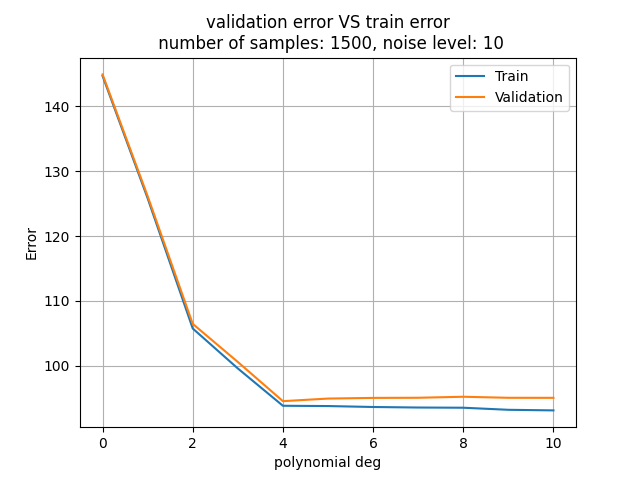 validation error VS train error
number of samples: 1500, noise level: 10
Train
Validation
140
130
120
110
100
Error
0
2
4
6
8
10
polynomial deg